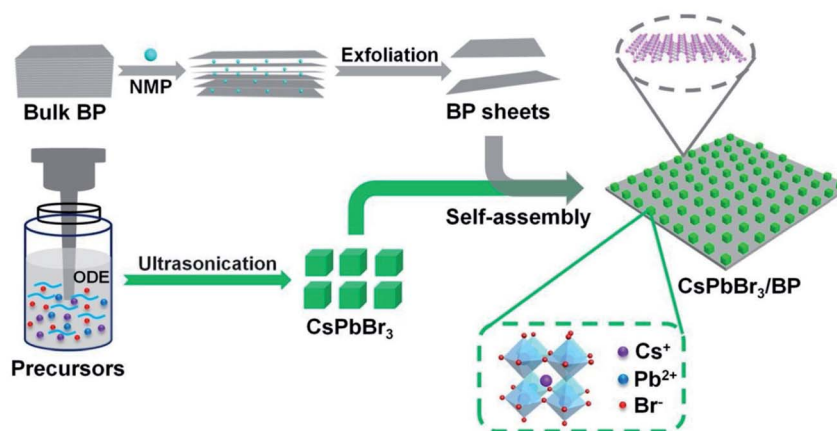 Bulk BP
NMP
Exfoliation
BP sheets
ODE
Precursors
Ultrasonication
CsPbBr₃
Self-assembly
CsPbBr₃/BP
Cs⁺
Pb²⁺
Br⁻